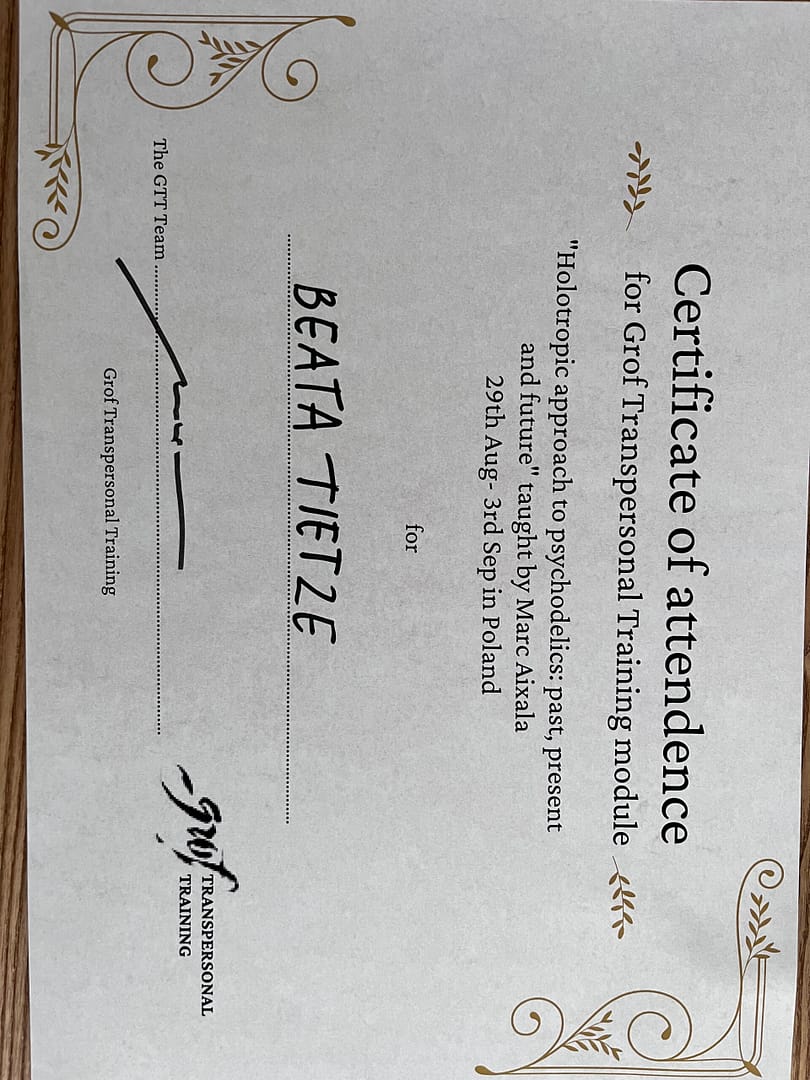 Certificate of attendence
for Grof Transpersonal Training module
"Holotropic approach to psychodelics: past, present
and future" taught by Marc Aixala
29th Aug- 3rd Sep in Poland
for
BEATA TIETZE
The GTT Team
Grof Transpersonal Training
grof
TRANSPERSONAL
TRAINING